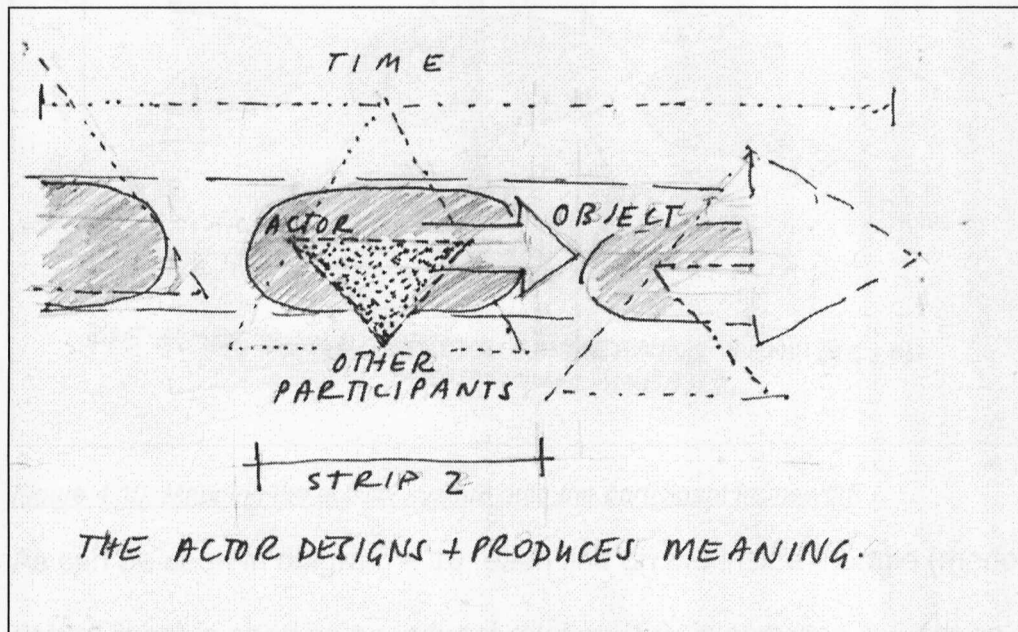 TIME
ACTOR
OBJECT
OTHER
PARTICIPANTS
STRIP 2
THE ACTOR DESIGNS + PRODUCES MEANING.